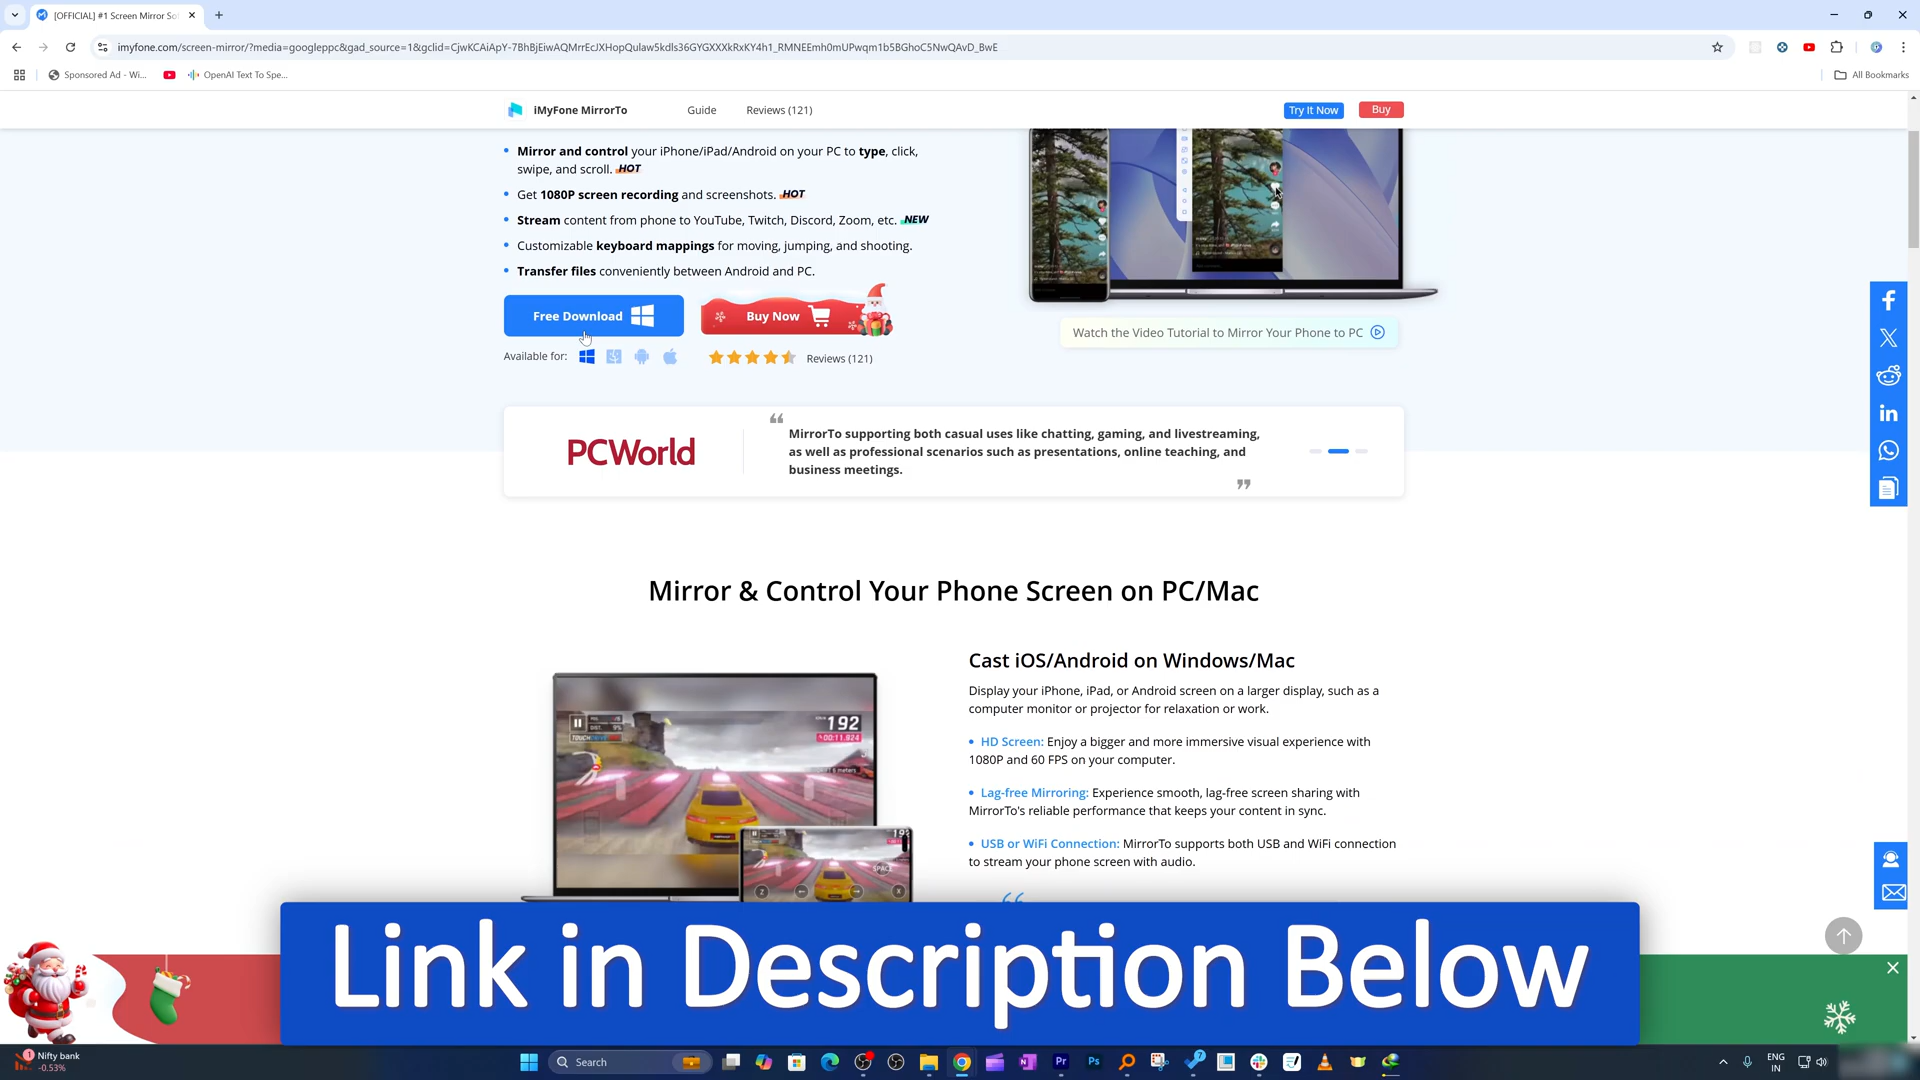 [OFFICIAL] #1 Screen Mirror So
imyfone.com/screen-mirror/?media=googleppc&gad_source=1&gclid=CjwKCAiApY-7BhBjEiwAQMrrEcJXHopQulaw5kdls36GYGXXXkRxKY4h1_RMNEEmh0mUPwqm1b5BGhoC5NwQAvD_BwE
Sponsored Ad - Wi...
OpenAI Text To Spe...
All Bookmarks
iMyFone MirrorTo
Guide
Reviews (121)
Try It Now
Buy
Mirror and control your iPhone/iPad/Android on your PC to type, click,
swipe, and scroll. HOT
Get 1080P screen recording and screenshots. HOT
Stream content from phone to YouTube, Twitch, Discord, Zoom, etc. NEW
Customizable keyboard mappings for moving, jumping, and shooting.
Transfer files conveniently between Android and PC.
Free Download
Buy Now
Watch the Video Tutorial to Mirror Your Phone to PC
Available for:
Reviews (121)
PCWorld
“ MirrorTo supporting both casual uses like chatting, gaming, and livestreaming,
as well as professional scenarios such as presentations, online teaching, and
business meetings. ”
Mirror & Control Your Phone Screen on PC/Mac
Cast iOS/Android on Windows/Mac
Display your iPhone, iPad, or Android screen on a larger display, such as a
computer monitor or projector for relaxation or work.
HD Screen: Enjoy a bigger and more immersive visual experience with
1080P and 60 FPS on your computer.
Lag-free Mirroring: Experience smooth, lag-free screen sharing with
MirrorTo's reliable performance that keeps your content in sync.
USB or WiFi Connection: MirrorTo supports both USB and WiFi connection
to stream your phone screen with audio.
192
00:11.924
SPACE
Z
X
Link in Description Below
Nifty bank
-0.53%
1
Search
7
ENG
IN